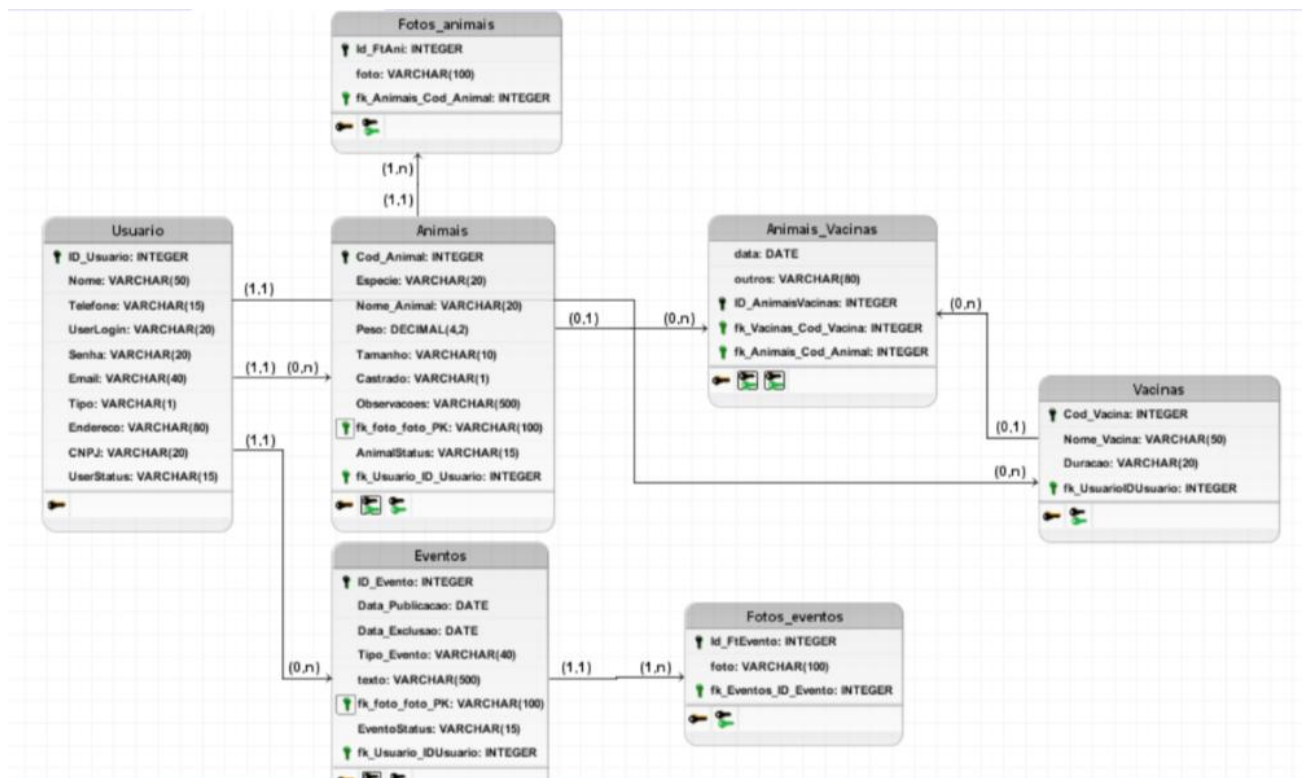 Fotos_animais
Id_FtAni: INTEGER
foto: VARCHAR(100)
fk_Animais_Cod_Animal: INTEGER
(1,n)
(1,1)
Usuario
ID_Usuario: INTEGER
Nome: VARCHAR(50)
Telefone: VARCHAR(15)
UserLogin: VARCHAR(20)
Senha: VARCHAR(20)
Email: VARCHAR(40)
Tipo: VARCHAR(1)
Endereco: VARCHAR(80)
CNPJ: VARCHAR(20)
UserStatus: VARCHAR(15)
(1,1)
(1,1) (0,n)
(1,1)
Animais
Cod_Animal: INTEGER
Especie: VARCHAR(20)
Nome_Animal: VARCHAR(20)
Peso: DECIMAL(4,2)
Tamanho: VARCHAR(10)
Castrado: VARCHAR(1)
Observacoes: VARCHAR(500)
fk_foto_foto_PK: VARCHAR(100)
AnimalStatus: VARCHAR(15)
fk_Usuario_ID_Usuario: INTEGER
(0,1)
(0,n)
Animais_Vacinas
data: DATE
outros: VARCHAR(80)
ID_AnimaisVacinas: INTEGER
fk_Vacinas_Cod_Vacina: INTEGER
fk_Animais_Cod_Animal: INTEGER
(0,n)
(0,1)
(0,n)
Vacinas
Cod_Vacina: INTEGER
Nome_Vacina: VARCHAR(50)
Duracao: VARCHAR(20)
fk_UsuarioIDUsuario: INTEGER
Eventos
ID_Evento: INTEGER
Data_Publicacao: DATE
Data_Exclusao: DATE
Tipo_Evento: VARCHAR(40)
texto: VARCHAR(500)
fk_foto_foto_PK: VARCHAR(100)
EventoStatus: VARCHAR(15)
fk_Usuario_IDUsuario: INTEGER
(0,n)
(1,1)
(1,n)
Fotos_eventos
Id_FtEvento: INTEGER
foto: VARCHAR(100)
fk_Eventos_ID_Evento: INTEGER